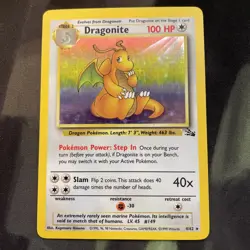 Evolves from Dragonair Put Dragonite on the Stage 1 card
Dragonite 100 HP
Dragon Pokémon. Length: 7' 3", Weight: 463 lbs.
Pokémon Power: Step In Once during your
turn (before your attack), if Dragonite is on your
Bench, you may switch it with your Active Pokémon.
Slam Flip 2 coins. This attack does 40
damage times the number of heads. 40x
weakness resistance retreat cost
-30
An extremely rarely seen marine Pokémon. Its intelligence is said
to match that of humans. LV. 45 #149
4/62